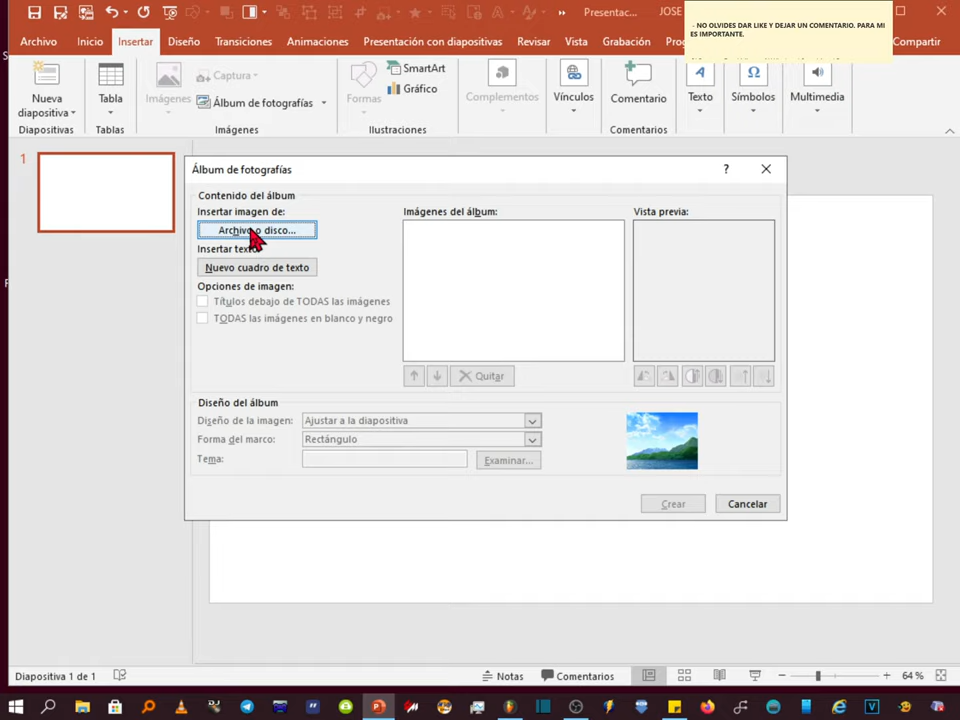 Presentac...
JOSE
- NO OLVIDES DAR LIKE Y DEJAR UN COMENTARIO. PARA MI
ES IMPORTANTE.
Archivo
Inicio
Insertar
Diseño
Transiciones
Animaciones
Presentación con diapositivas
Revisar
Vista
Grabación
Compartir
Nueva
diapositiva
Diapositivas
Tabla
Tablas
Imágenes
Captura
Álbum de fotografías
Imágenes
Formas
SmartArt
Gráfico
Ilustraciones
Complementos
Vínculos
Comentario
Comentarios
Texto
Símbolos
Multimedia
1
Álbum de fotografías
?
Contenido del álbum
Insertar imagen de:
Archivo o disco...
Insertar texto:
Nuevo cuadro de texto
Opciones de imagen:
Títulos debajo de TODAS las imágenes
TODAS las imágenes en blanco y negro
Imágenes del álbum:
Vista previa:
Quitar
Diseño del álbum
Diseño de la imagen:
Ajustar a la diapositiva
Forma del marco:
Rectángulo
Tema:
Examinar...
Crear
Cancelar
Diapositiva 1 de 1
Notas
Comentarios
64 %